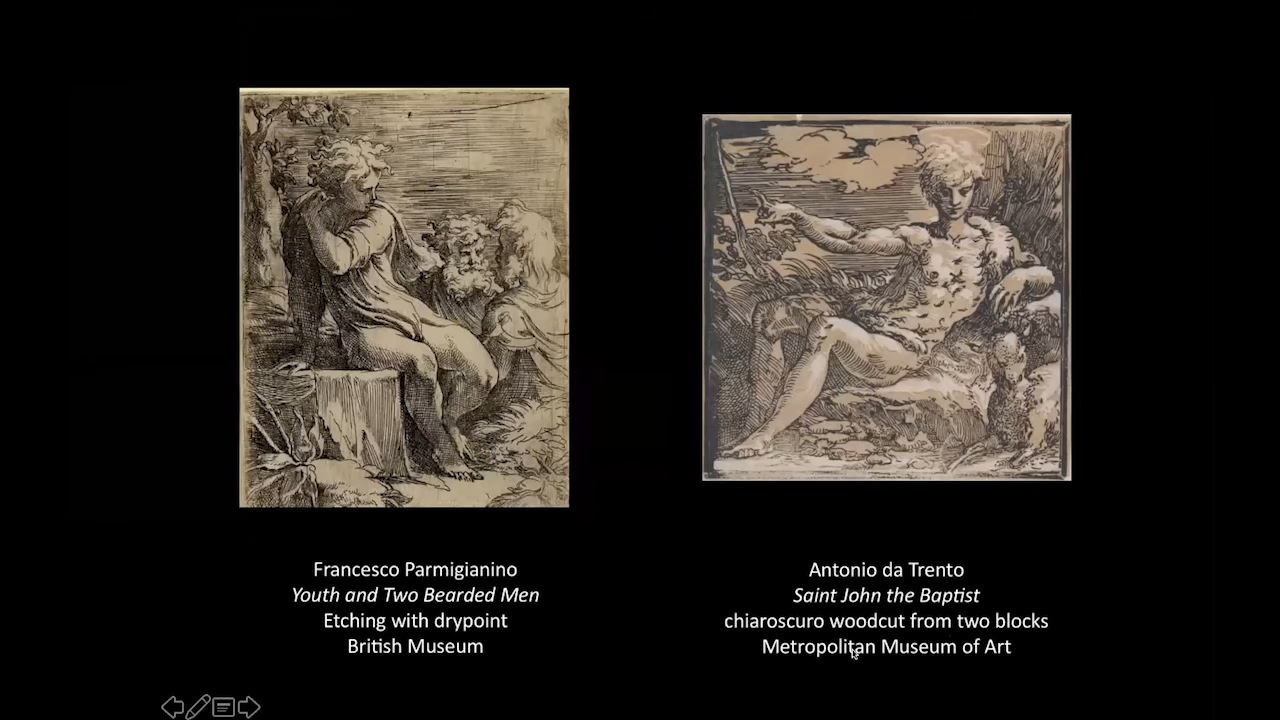 Francesco Parmigianino
Youth and Two Bearded Men
Etching with drypoint
British Museum
Antonio da Trento
Saint John the Baptist
chiaroscuro woodcut from two blocks
Metropolitan Museum of Art